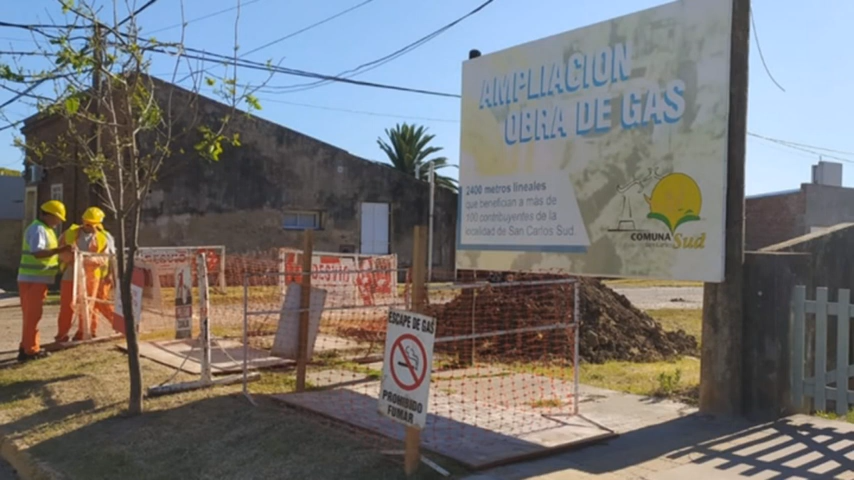 AMPLIACION
OBRA DE GAS
2400 metros lineales
que benefician a más de
100 contribuyentes de la
localidad de San Carlos Sud.
COMUNA
Sud
DESVIO
ESCAPE DE GAS
PROHIBIDO
FUMAR